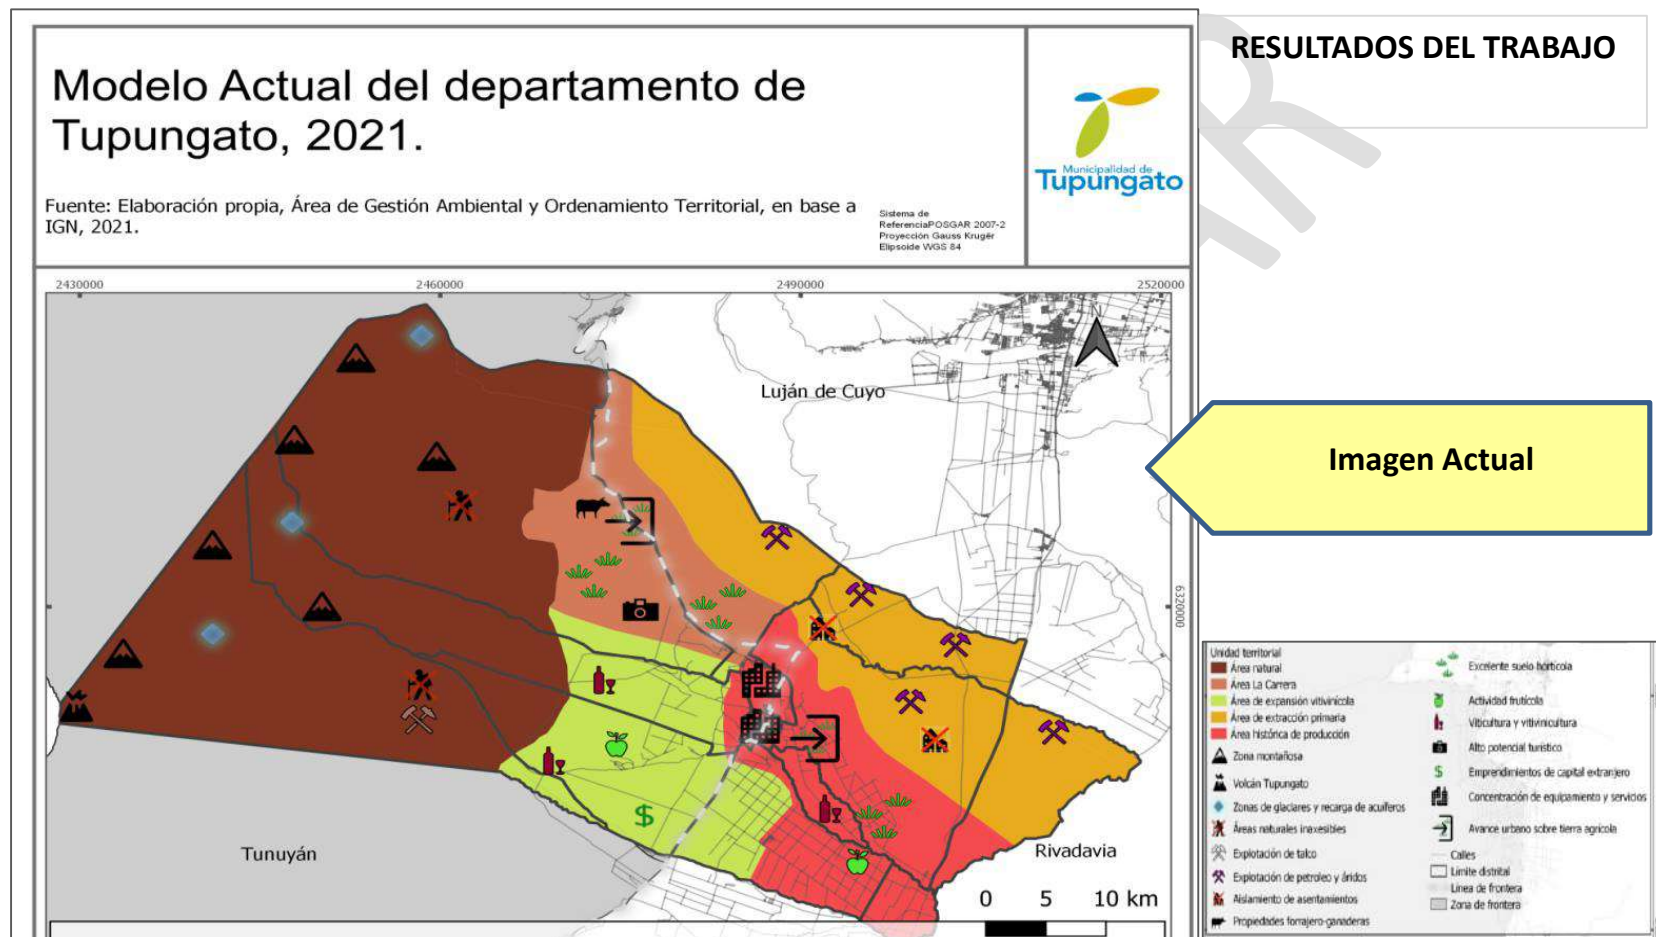 RESULTADOS DEL TRABAJO
Modelo Actual del departamento de
Tupungato, 2021.
Fuente: Elaboración propia, Área de Gestión Ambiental y Ordenamiento Territorial, en base a
IGN, 2021.
Sistema de
ReferenciaPOSGAR 2007-2
Proyección Gauss Krugér
Elipsoide WGS 84
Municipalidad de
Tupungato
2430000
2460000
2490000
2520000
N
Luján de Cuyo
Imagen Actual
6320000
Tunuyán
Rivadavia
0 5 10 km
Unidad territorial
Área natural
Área La Carrera
Área de expansión vitivinícola
Área de extracción primaria
Área histórica de producción
Zona montañosa
Volcán Tupungato
Zonas de glaciares y recarga de acuíferos
Áreas naturales inaxesibles
Explotación de talco
Explotación de petroleo y áridos
Aislamiento de asentamientos
Propiedades forrajero-ganaderas
Excelente suelo hortícola
Actividad frutícola
Viticultura y vitivinicultura
Alto potencial turístico
$ Emprendimientos de capital extranjero
Concentración de equipamiento y servicios
Avance urbano sobre tierra agricola
Calles
Limite distrital
Linea de frontera
Zona de frontera
$